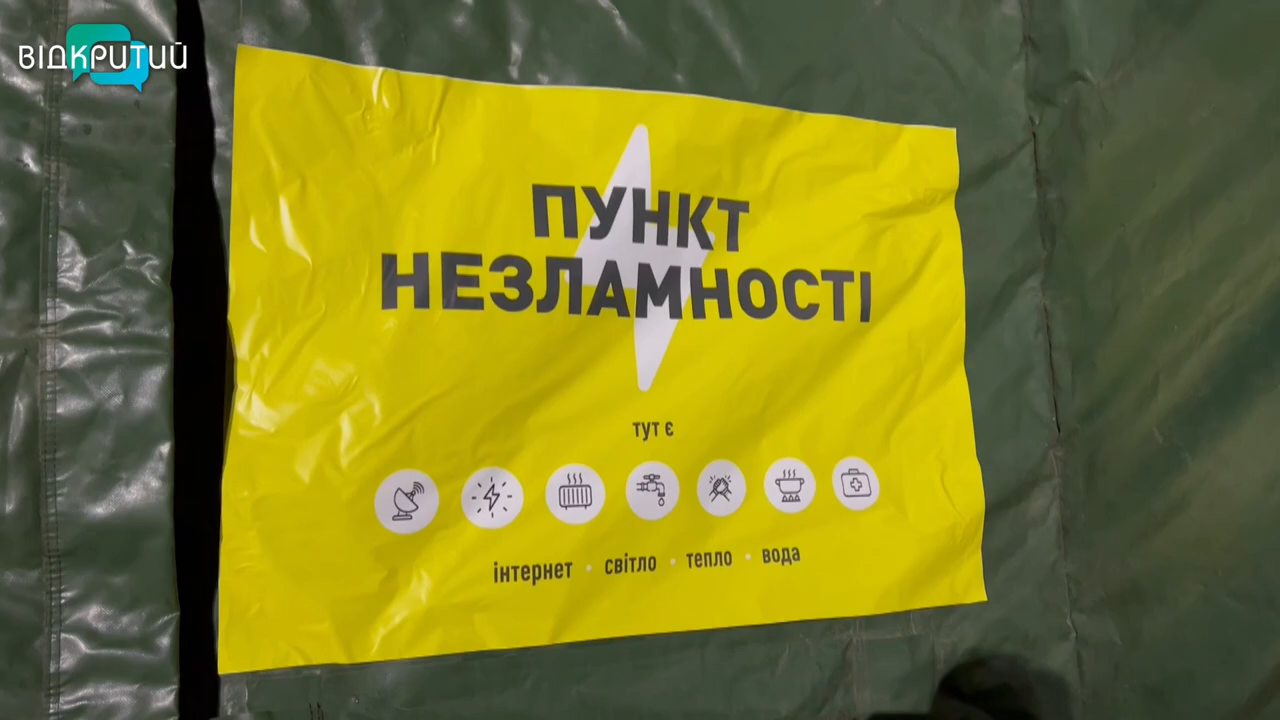 ВІДКРИТИЙ
ПУНКТ
НЕЗЛАМНОСТІ
тут є
інтернет • світло • тепло • вода